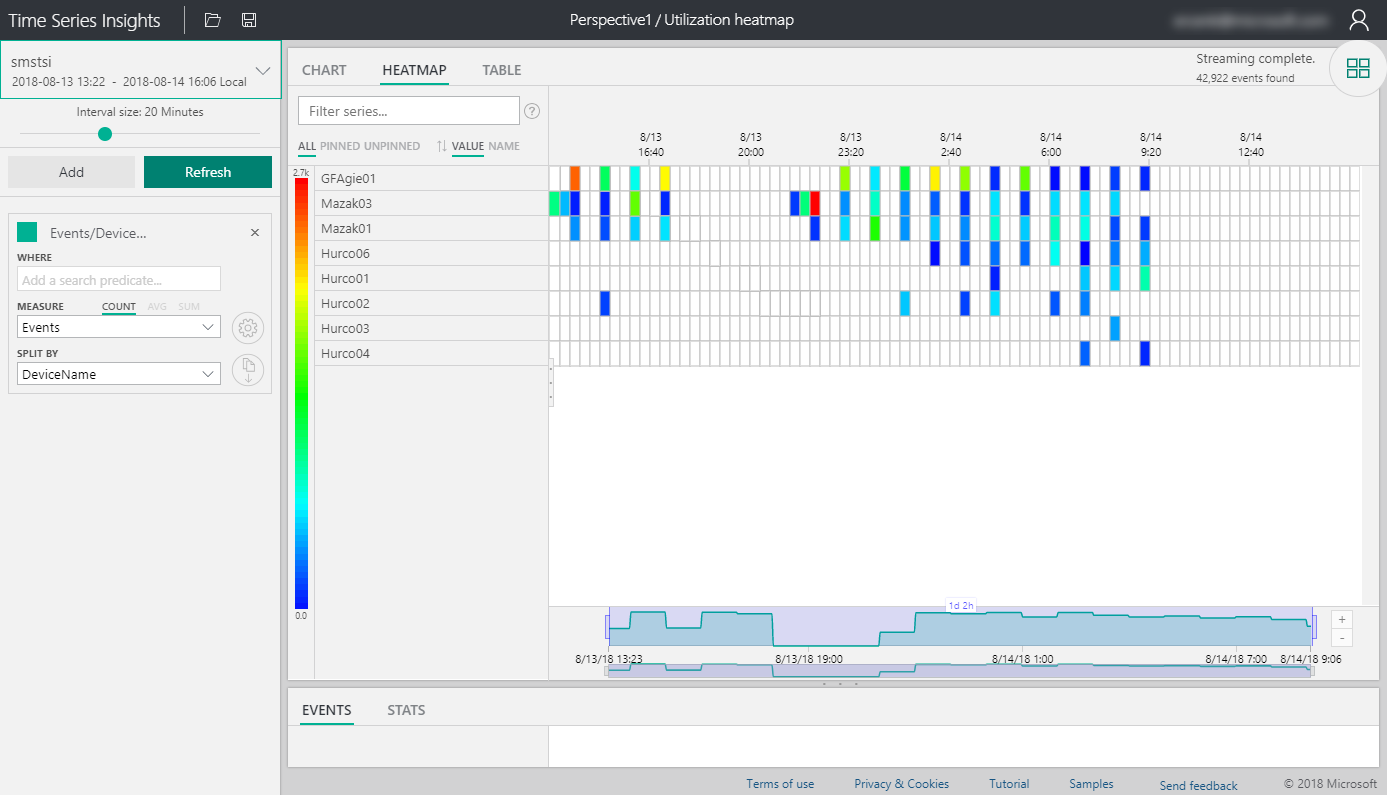 Time Series Insights
Perspective1 / Utilization heatmap
smstsi
2018-08-13 13:22 - 2018-08-14 16:06 Local
Interval size: 20 Minutes
Add
Refresh
Events/Device...
×
WHERE
Add a search predicate...
MEASURE COUNT AVG SUM
Events
SPLIT BY
DeviceName
CHART HEATMAP TABLE
Streaming complete.
42,922 events found
Filter series...
?
ALL PINNED UNPINNED VALUE NAME
8/13 8/13 8/13 8/14 8/14 8/14 8/14
16:40 20:00 23:20 2:40 6:00 9:20 12:40
2.7k
GFAgie01
Mazak03
Mazak01
Hurco06
Hurco01
Hurco02
Hurco03
Hurco04
0.0
1d 2h
+
-
8/13/18 13:23 8/13/18 19:00 8/14/18 1:00 8/14/18 7:00 8/14/18 9:06
EVENTS STATS
Terms of use Privacy & Cookies Tutorial Samples Send feedback © 2018 Microsoft